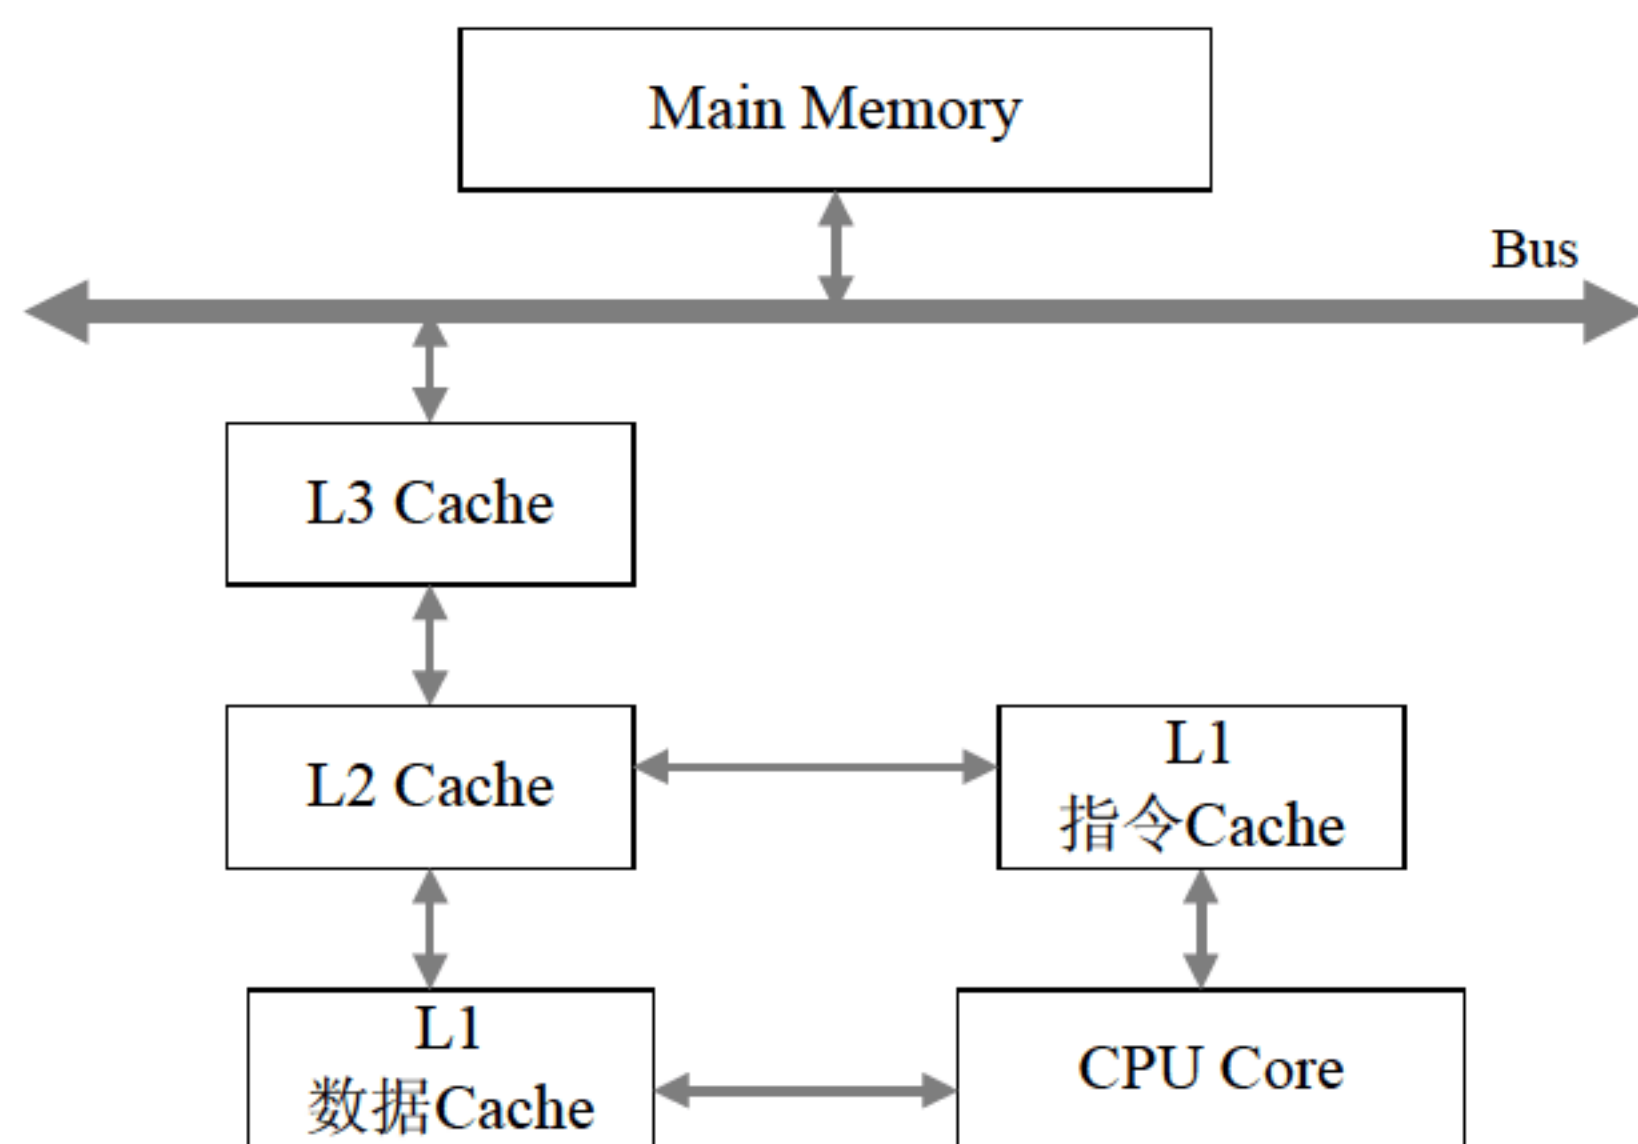 Main Memory
Bus
L3 Cache
L2 Cache
L1
指令Cache
L1
数据Cache
CPU Core